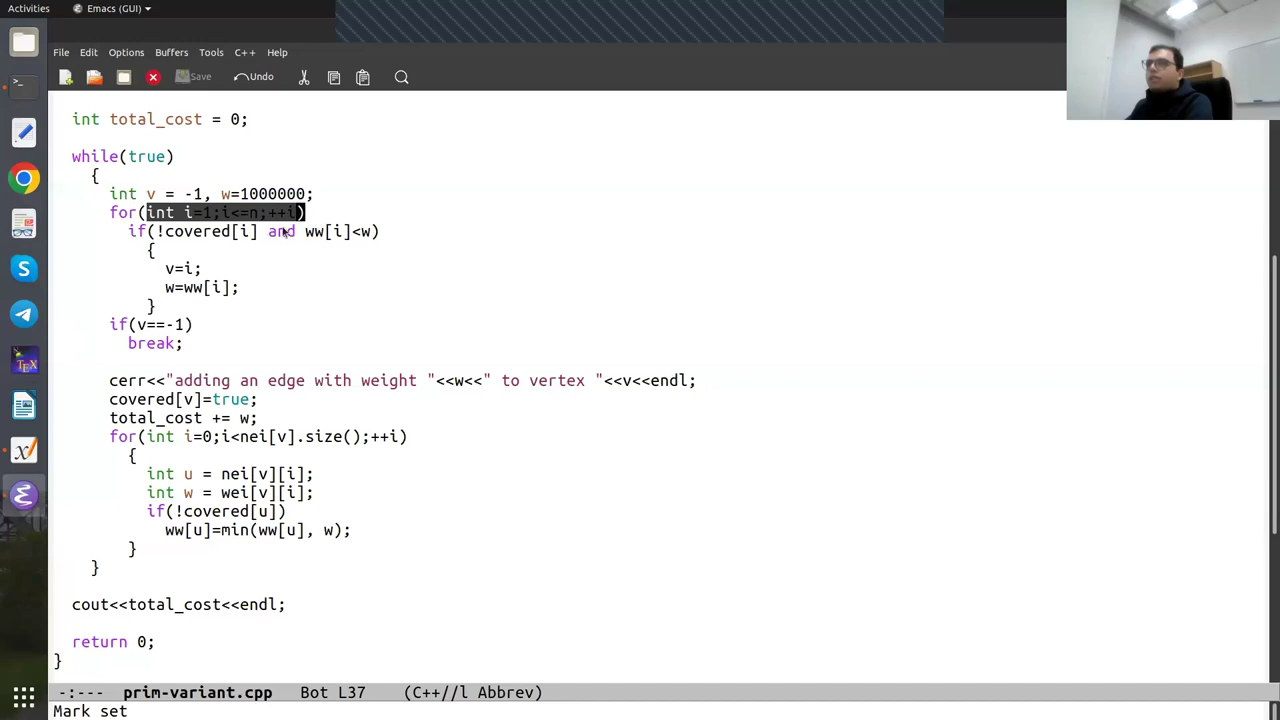 Activities Emacs (GUI)
File Edit Options Buffers Tools C++ Help
Save Undo
int total_cost = 0;
while(true)
{
int v = -1, w=1000000;
for(int i=1;i<=n;++i)
if(!covered[i] and ww[i]<w)
{
v=i;
w=ww[i];
}
if(v==-1)
break;
cerr<<"adding an edge with weight "<<w<<" to vertex "<<v<<endl;
covered[v]=true;
total_cost += w;
for(int i=0;i<nei[v].size();++i)
{
int u = nei[v][i];
int w = wei[v][i];
if(!covered[u])
ww[u]=min(ww[u], w);
}
}
cout<<total_cost<<endl;
return 0;
}
-:--- prim-variant.cpp Bot L37 (C++//l Abbrev)
Mark set